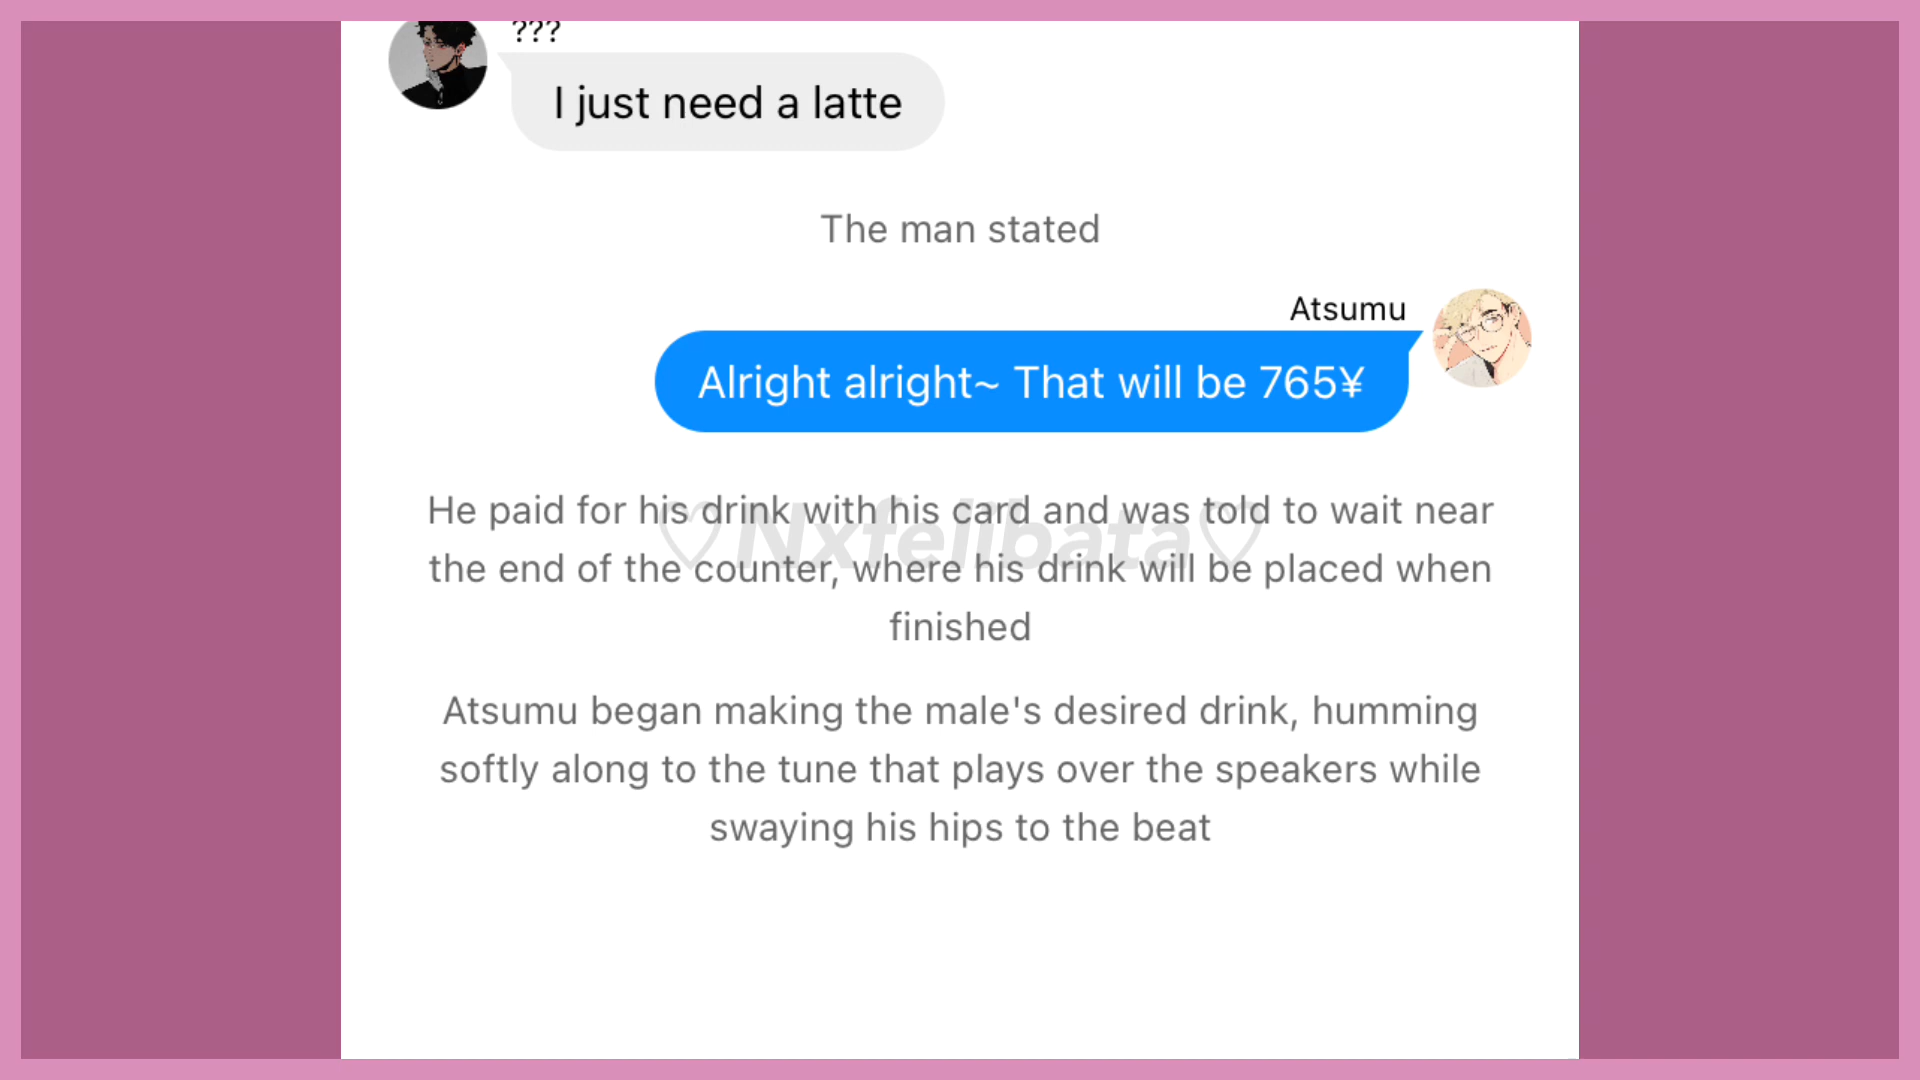 ???
I just need a latte
The man stated
Atsumu
Alright alright~ That will be 765¥
He paid for his drink with his card and was told to wait near
the end of the counter, where his drink will be placed when
finished
♡Nxfelibata♡
Atsumu began making the male's desired drink, humming
softly along to the tune that plays over the speakers while
swaying his hips to the beat